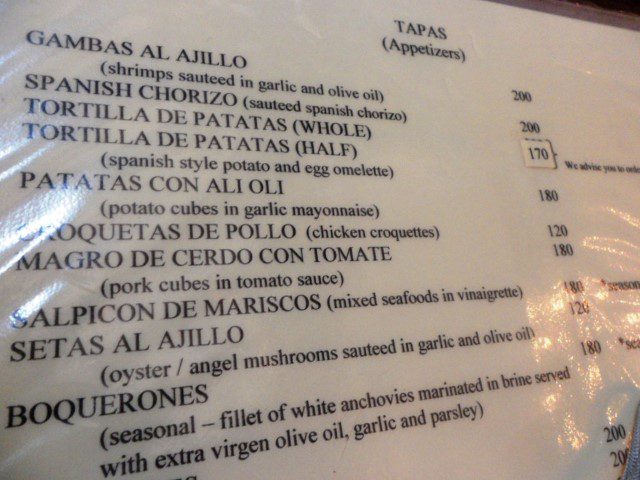 TAPAS
(Appetizers)
GAMBAS AL AJILLO
(shrimps sauteed in garlic and olive oil) 200
SPANISH CHORIZO (sauteed spanish chorizo)
TORTILLA DE PATATAS (WHOLE) 200
TORTILLA DE PATATAS (HALF) 170 We advise you to orde
(spanish style potato and egg omelette)
PATATAS CON ALI OLI 180
(potato cubes in garlic mayonnaise)
CROQUETAS DE POLLO (chicken croquettes) 120
MAGRO DE CERDO CON TOMATE 180
(pork cubes in tomato sauce)
SALPICON DE MARISCOS (mixed seafoods in vinaigrette) 180 *season
SETAS AL AJILLO 120
(oyster / angel mushrooms sauteed in garlic and olive oil) 180 *sea
BOQUERONES
(seasonal – fillet of white anchovies marinated in brine served
with extra virgin olive oil, garlic and parsley) 200